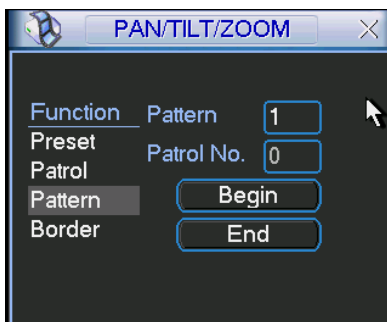 PAN/TILT/ZOOM
Function
Preset
Patrol
Pattern
Border
Pattern 1
Patrol No. 0
Begin
End